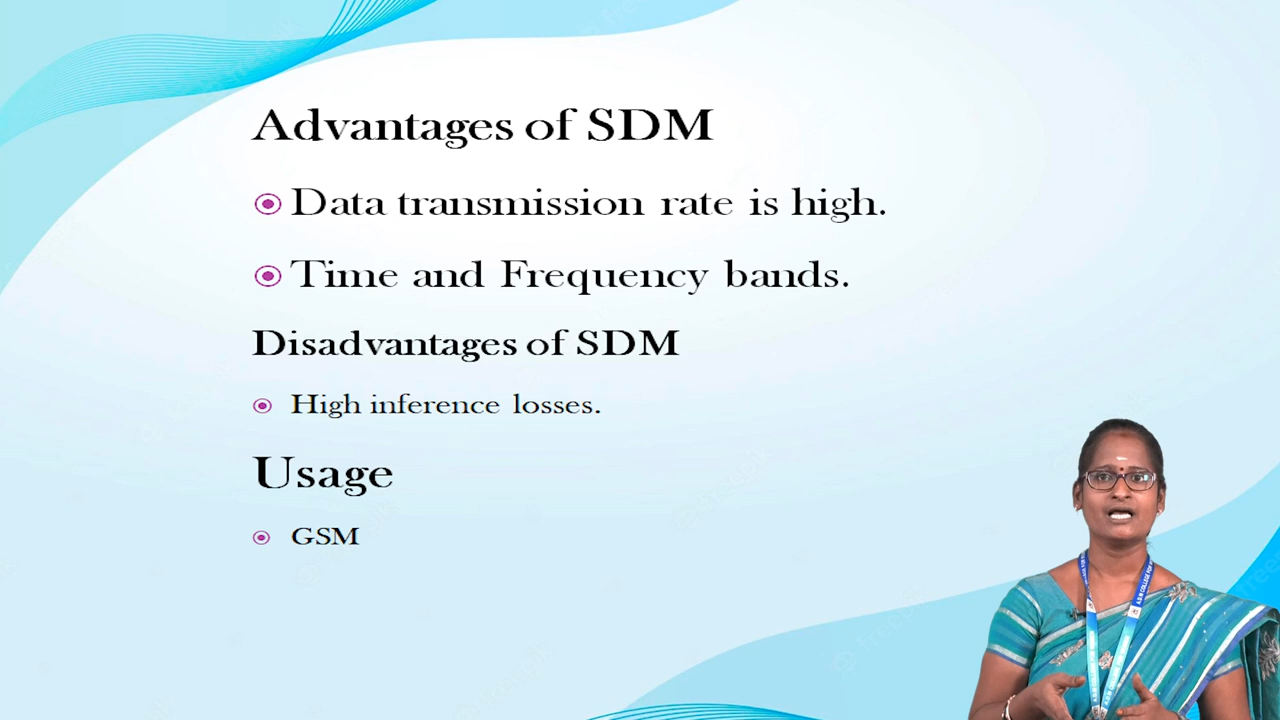 Advantages of SDM
Data transmission rate is high.
Time and Frequency bands.
Disadvantages of SDM
High inference losses.
Usage
GSM